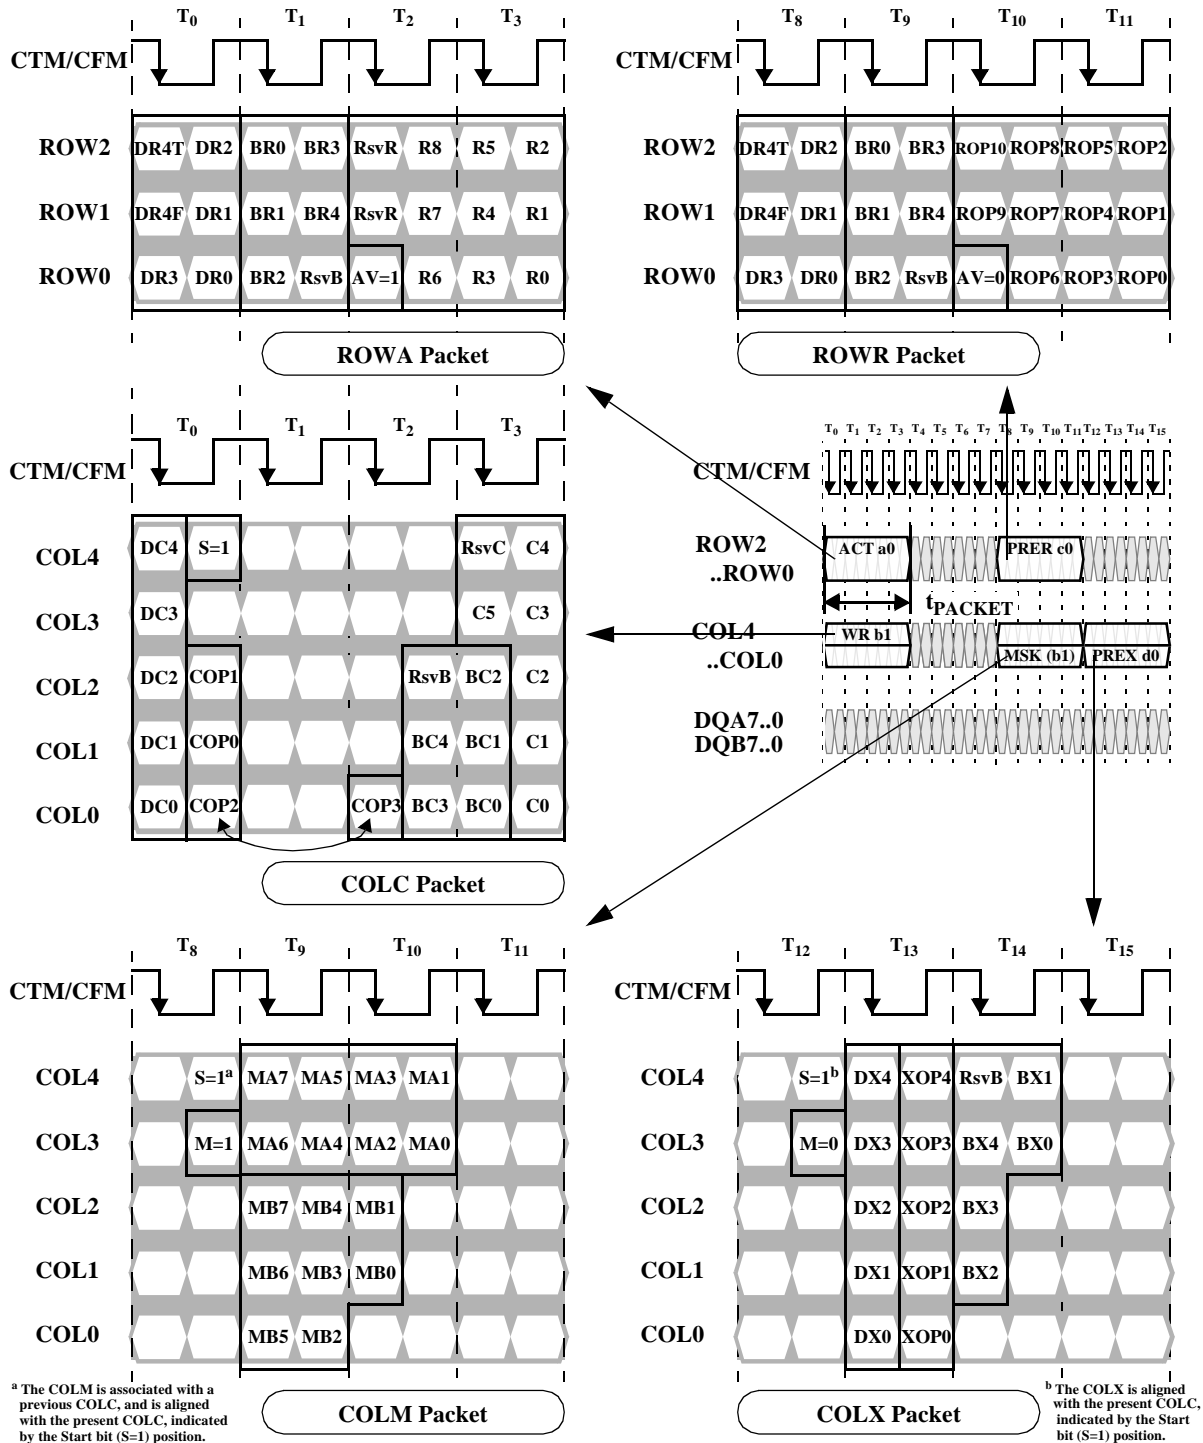 T0 T1 T2 T3
CTM/CFM
ROW2 DR4T DR2 BR0 BR3 RsvR R8 R5 R2
ROW1 DR4F DR1 BR1 BR4 RsvR R7 R4 R1
ROW0 DR3 DR0 BR2 RsvB AV=1 R6 R3 R0
ROWA Packet
T8 T9 T10 T11
CTM/CFM
ROW2 DR4T DR2 BR0 BR3 ROP10 ROP8 ROP5 ROP2
ROW1 DR4F DR1 BR1 BR4 ROP9 ROP7 ROP4 ROP1
ROW0 DR3 DR0 BR2 RsvB AV=0 ROP6 ROP3 ROP0
ROWR Packet
T0 T1 T2 T3
CTM/CFM
COL4 DC4 S=1 RsvC C4
COL3 DC3 C5 C3
COL2 DC2 COP1 RsvB BC2 C2
COL1 DC1 COP0 BC4 BC1 C1
COL0 DC0 COP2 COP3 BC3 BC0 C0
COLC Packet
T0 T1 T2 T3 T4 T5 T6 T7 T8 T9 T10 T11 T12 T13 T14 T15
CTM/CFM
ROW2 ACT a0 PRER c0
..ROW0
tPACKET
COL4 WR b1
..COL0 MSK (b1) PREX d0
DQA7..0
DQB7..0
T8 T9 T10 T11
CTM/CFM
COL4 S=1a MA7 MA5 MA3 MA1
COL3 M=1 MA6 MA4 MA2 MA0
COL2 MB7 MB4 MB1
COL1 MB6 MB3 MB0
COL0 MB5 MB2
a The COLM is associated with a
previous COLC, and is aligned
with the present COLC, indicated
by the Start bit (S=1) position.
COLM Packet
T12 T13 T14 T15
CTM/CFM
COL4 S=1b DX4 XOP4 RsvB BX1
COL3 M=0 DX3 XOP3 BX4 BX0
COL2 DX2 XOP2 BX3
COL1 DX1 XOP1 BX2
COL0 DX0 XOP0
COLX Packet
b The COLX is aligned
with the present COLC,
indicated by the Start
bit (S=1) position.